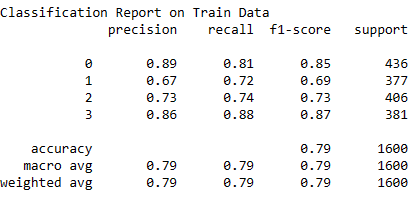 Classification Report on Train Data
precision recall f1-score support
0 0.89 0.81 0.85 436
1 0.67 0.72 0.69 377
2 0.73 0.74 0.73 406
3 0.86 0.88 0.87 381
accuracy 0.79 1600
macro avg 0.79 0.79 0.79 1600
weighted avg 0.79 0.79 0.79 1600